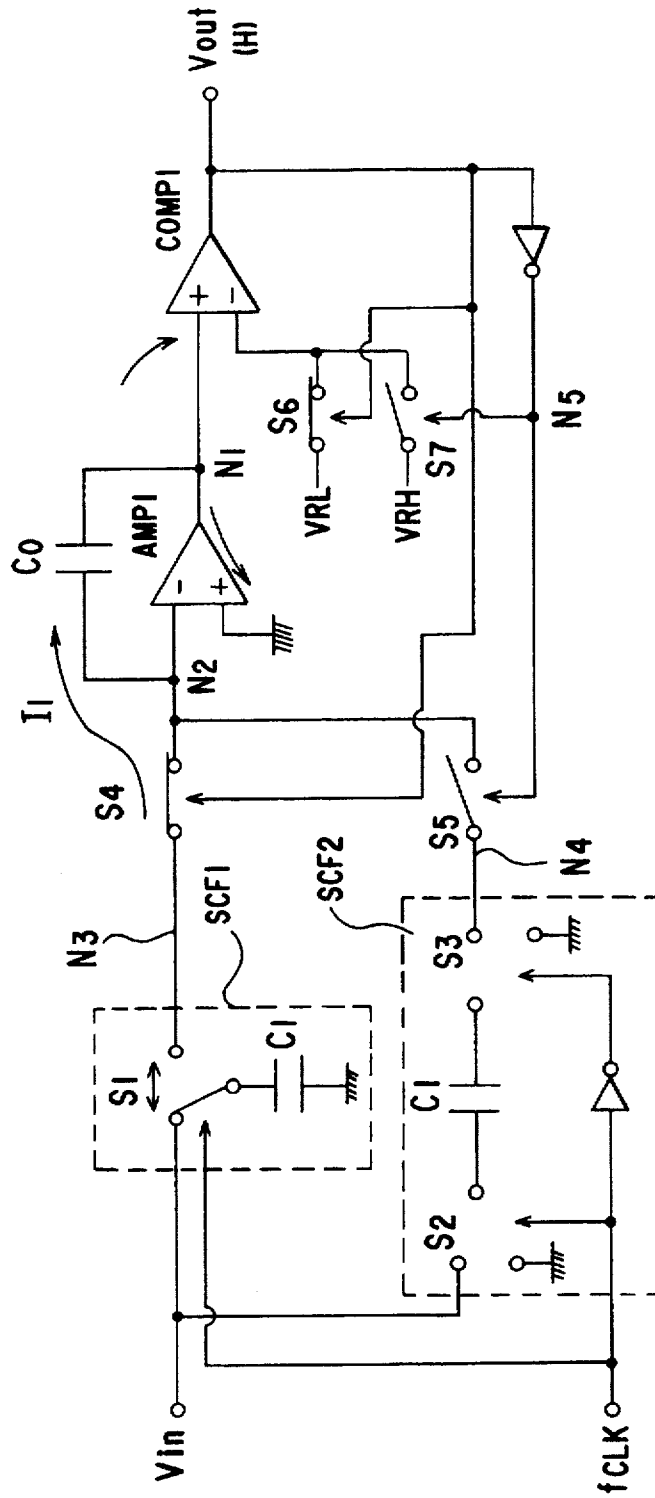 Vout
(H)
COMP1
+
−
S6
VRL
S7
VRH
N5
C0
N1
AMP1
−
+
N2
I1
S4
N3
SCF1
S1
C1
SCF2
S5
N4
S3
C1
S2
Vin
fCLK